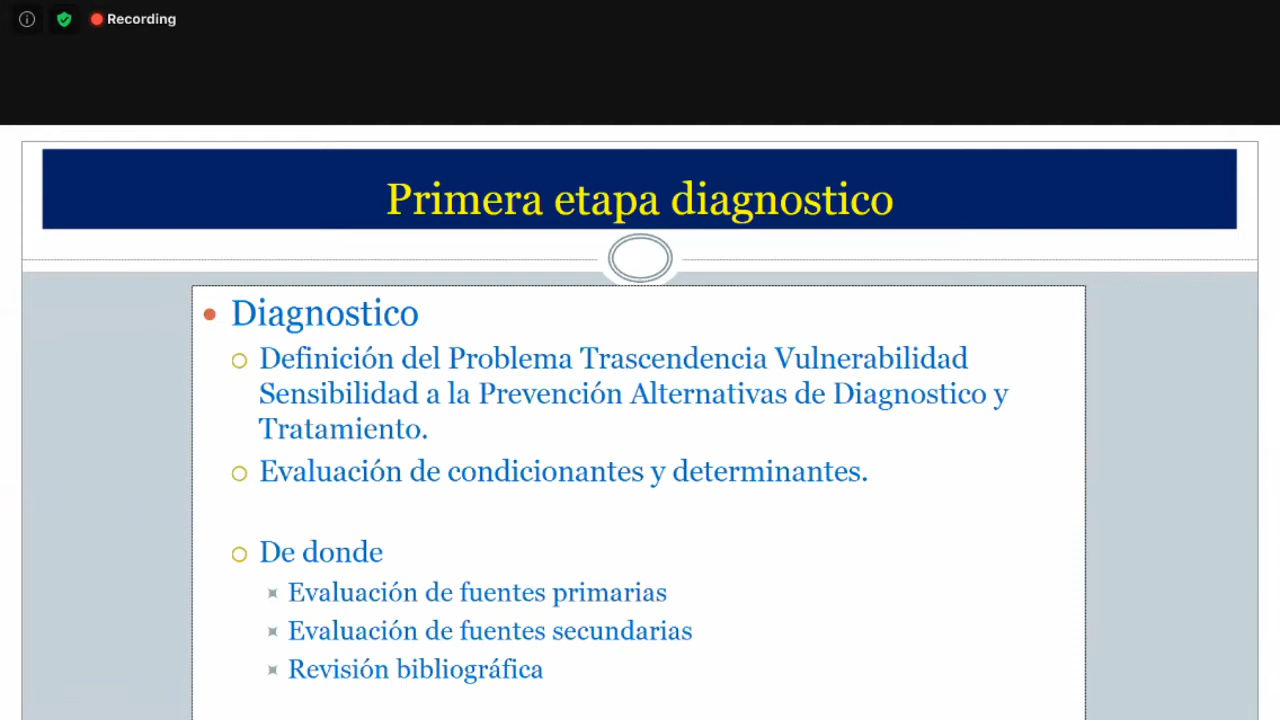 Recording
Primera etapa diagnostico
Diagnostico
Definición del Problema Trascendencia Vulnerabilidad
Sensibilidad a la Prevención Alternativas de Diagnostico y
Tratamiento.
Evaluación de condicionantes y determinantes.
De donde
Evaluación de fuentes primarias
Evaluación de fuentes secundarias
Revisión bibliográfica